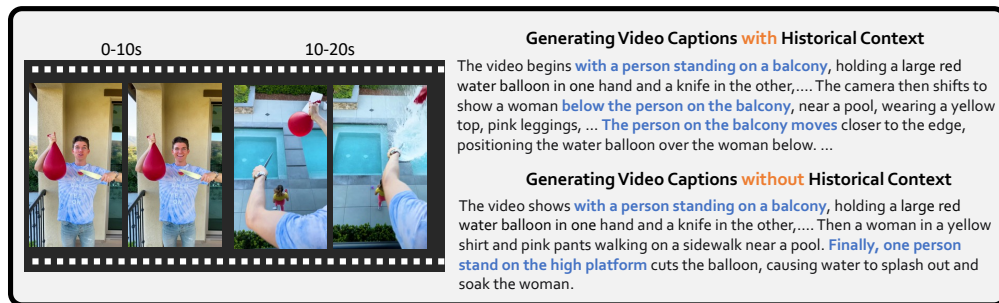 0-10s
10-20s
Generating Video Captions with Historical Context
The video begins with a person standing on a balcony, holding a large red
water balloon in one hand and a knife in the other,.... The camera then shifts to
show a woman below the person on the balcony, near a pool, wearing a yellow
top, pink leggings, ... The person on the balcony moves closer to the edge,
positioning the water balloon over the woman below. ...
Generating Video Captions without Historical Context
The video shows with a person standing on a balcony, holding a large red
water balloon in one hand and a knife in the other,.... Then a woman in a yellow
shirt and pink pants walking on a sidewalk near a pool. Finally, one person
stand on the high platform cuts the balloon, causing water to splash out and
soak the woman.